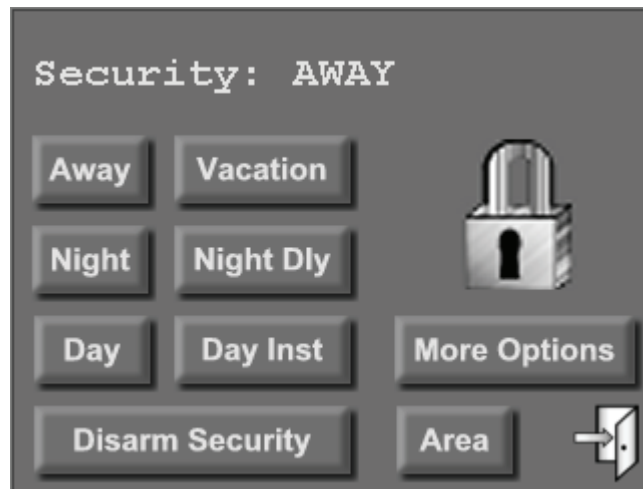 Security: AWAY
Away Vacation
Night Night Dly
Day Day Inst More Options
Disarm Security Area